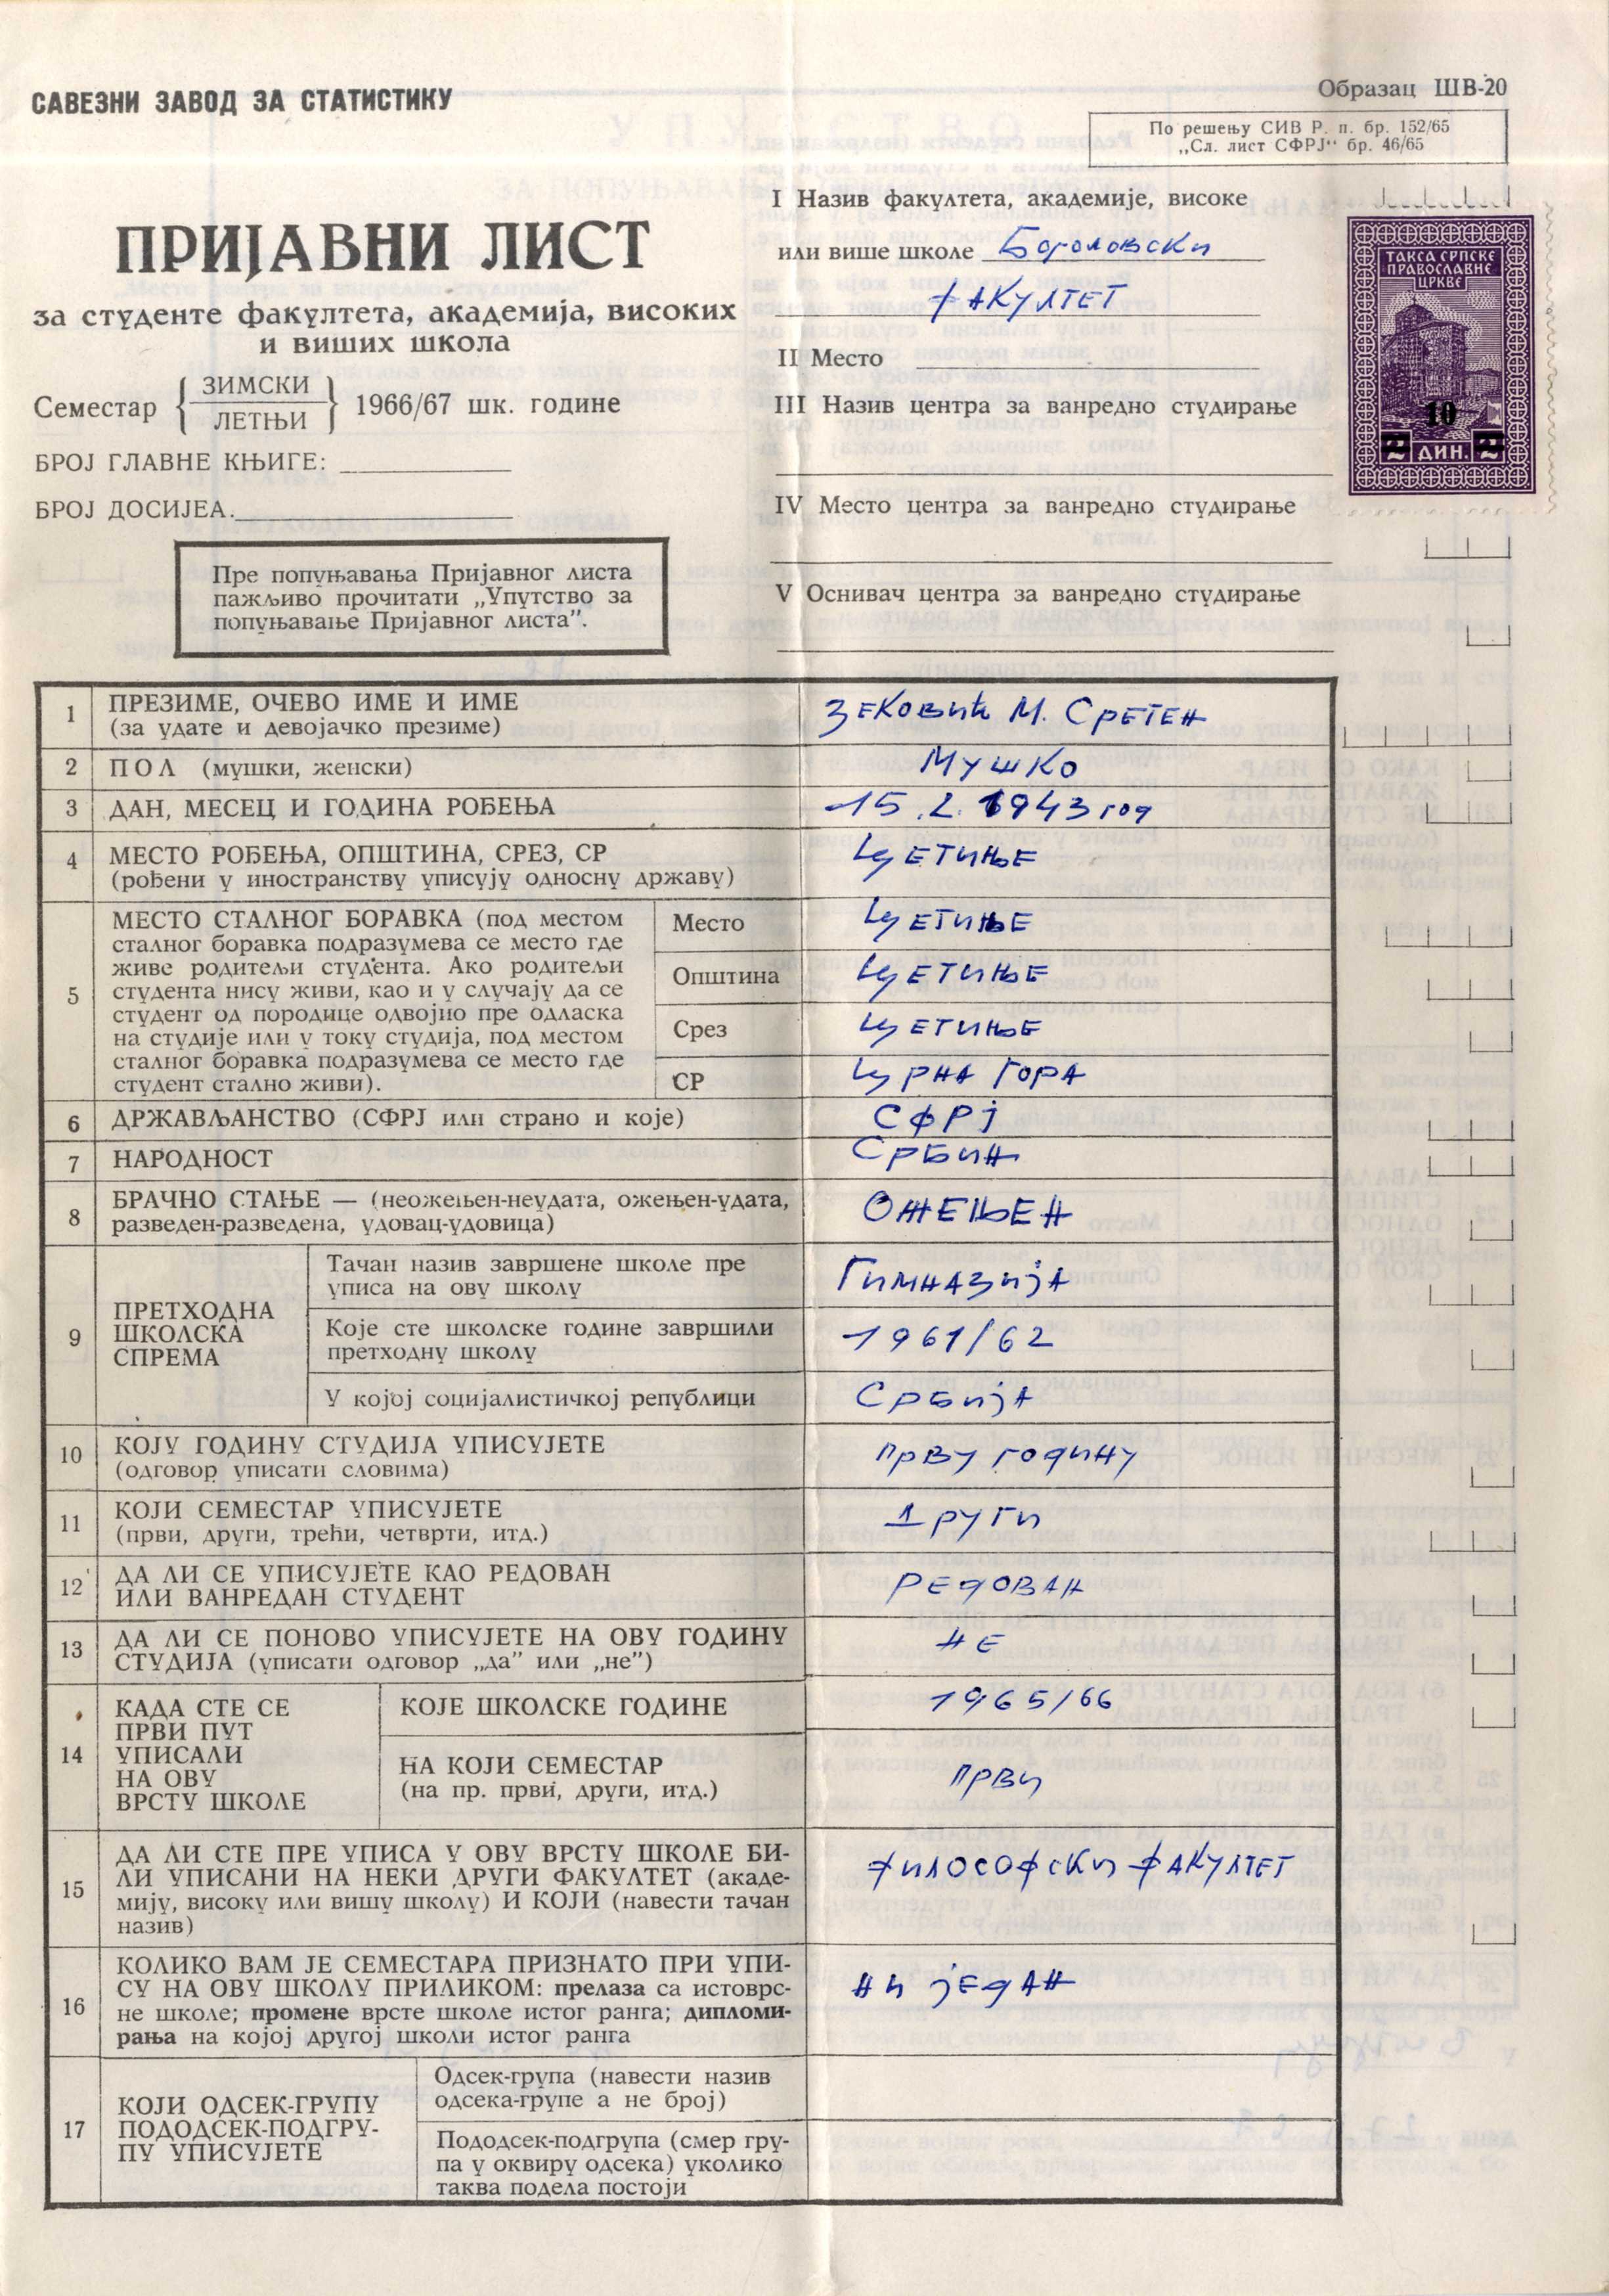 САВЕЗНИ ЗАВОД ЗА СТАТИСТИКУ
Образац ШВ-20
По решењу СИВ Р. п. бр. 152/65
„Сл. лист СФРЈ“ бр. 46/65
ПРИЈАВНИ ЛИСТ
за студенте факултета, академија, високих
и виших школа
Семестар { ЗИМСКИ
ЛЕТЊИ } 1966/67 шк. године
БРОЈ ГЛАВНЕ КЊИГЕ:
БРОЈ ДОСИЈЕА.
Пре попуњавања Пријавног листа
пажљиво прочитати „Упутство за
попуњавање Пријавног листа”.
I Назив факултета, академије, високе
или више школе Богословски
факултет
II Место
III Назив центра за ванредно студирање
IV Место центра за ванредно студирање
V Оснивач центра за ванредно студирање
ТАКСА СРПСКЕ
ПРАВОСЛАВНЕ
ЦРКВЕ
10
2 ДИН. 2
1 ПРЕЗИМЕ, ОЧЕВО ИМЕ И ИМЕ
(за удате и девојачко презиме)
Зековић М. Сретен
2 ПОЛ (мушки, женски) Мушко
3 ДАН, МЕСЕЦ И ГОДИНА РОЂЕЊА 15.2.1943 год
4 МЕСТО РОЂЕЊА, ОПШТИНА, СРЕЗ, СР
(рођени у иностранству уписују односну државу)
Цетиње
5 МЕСТО СТАЛНОГ БОРАВКА (под местом
сталног боравка подразумева се место где
живе родитељи студента. Ако родитељи
студента нису живи, као и у случају да се
студент од породице одвојио пре одласка
на студије или у току студија, под местом
сталног боравка подразумева се место где
студент стално живи).
Место Цетиње
Општина Цетиње
Срез Цетиње
СР Црна Гора
6 ДРЖАВЉАНСТВО (СФРЈ или страно и које) СФРЈ
7 НАРОДНОСТ Србин
8 БРАЧНО СТАЊЕ — (неожењен-неудата, ожењен-удата,
разведен-разведена, удовац-удовица)
Ожењен
9 ПРЕТХОДНА
ШКОЛСКА
СПРЕМА
Тачан назив завршене школе пре
уписа на ову школу
Гимназија
Које сте школске године завршили
претходну школу
1961/62
У којој социјалистичкој републици Србија
10 КОЈУ ГОДИНУ СТУДИЈА УПИСУЈЕТЕ
(одговор уписати словима)
прву годину
11 КОЈИ СЕМЕСТАР УПИСУЈЕТЕ
(први, други, трећи, четврти, итд.)
други
12 ДА ЛИ СЕ УПИСУЈЕТЕ КАО РЕДОВАН
ИЛИ ВАНРЕДАН СТУДЕНТ
редован
13 ДА ЛИ СЕ ПОНОВО УПИСУЈЕТЕ НА ОВУ ГОДИНУ
СТУДИЈА (уписати одговор „да” или „не”)
не
14 КАДА СТЕ СЕ
ПРВИ ПУТ
УПИСАЛИ
НА ОВУ
ВРСТУ ШКОЛЕ
КОЈЕ ШКОЛСКЕ ГОДИНЕ 1965/66
НА КОЈИ СЕМЕСТАР
(на пр. први, други, итд.)
први
15 ДА ЛИ СТЕ ПРЕ УПИСА У ОВУ ВРСТУ ШКОЛЕ БИ-
ЛИ УПИСАНИ НА НЕКИ ДРУГИ ФАКУЛТЕТ (акаде-
мију, високу или вишу школу) И КОЈИ (навести тачан
назив)
Философски факултет
16 КОЛИКО ВАМ ЈЕ СЕМЕСТАРА ПРИЗНАТО ПРИ УПИ-
СУ НА ОВУ ШКОЛУ ПРИЛИКОМ: прелаза са истоврс-
не школе; промене врсте школе истог ранга; дипломи-
рања на којој другој школи истог ранга
ни један
17 КОЈИ ОДСЕК-ГРУПУ
ПОДОДСЕК-ПОДГРУ-
ПУ УПИСУЈЕТЕ
Одсек-група (навести назив
одсека-групе а не број)
Пододсек-подгрупа (смер гру-
па у оквиру одсека) уколико
таква подела постоји